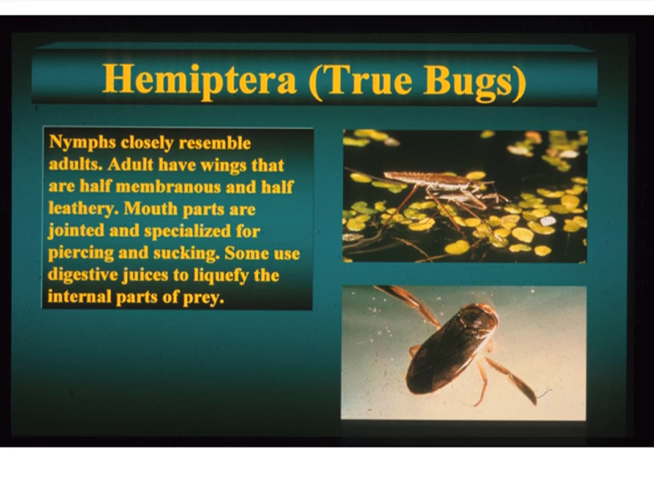 Hemiptera (True Bugs)
Nymphs closely resemble
adults. Adult have wings that
are half membranous and half
leathery. Mouth parts are
jointed and specialized for
piercing and sucking. Some use
digestive juices to liquefy the
internal parts of prey.